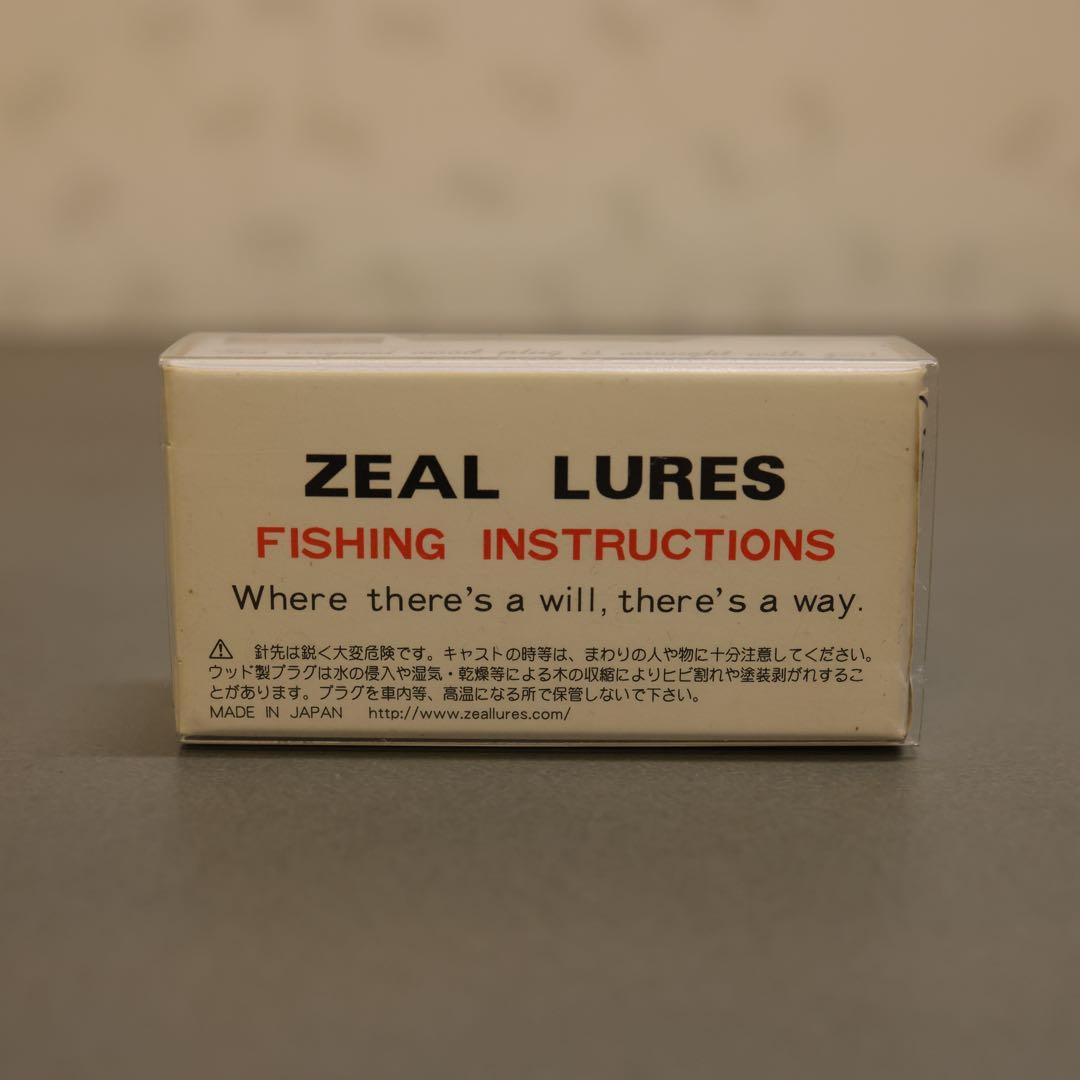 ZEAL LURES
FISHING INSTRUCTIONS
Where there's a will, there's a way.
⚠ 針先は鋭く大変危険です。キャストの時等は、まわりの人や物に十分注意してください。
ウッド製プラグは水の侵入や湿気・乾燥等による木の収縮によりヒビ割れや塗装剥がれするこ
とがあります。プラグを車内等、高温になる所で保管しないで下さい。
MADE IN JAPAN http://www.zeallures.com/